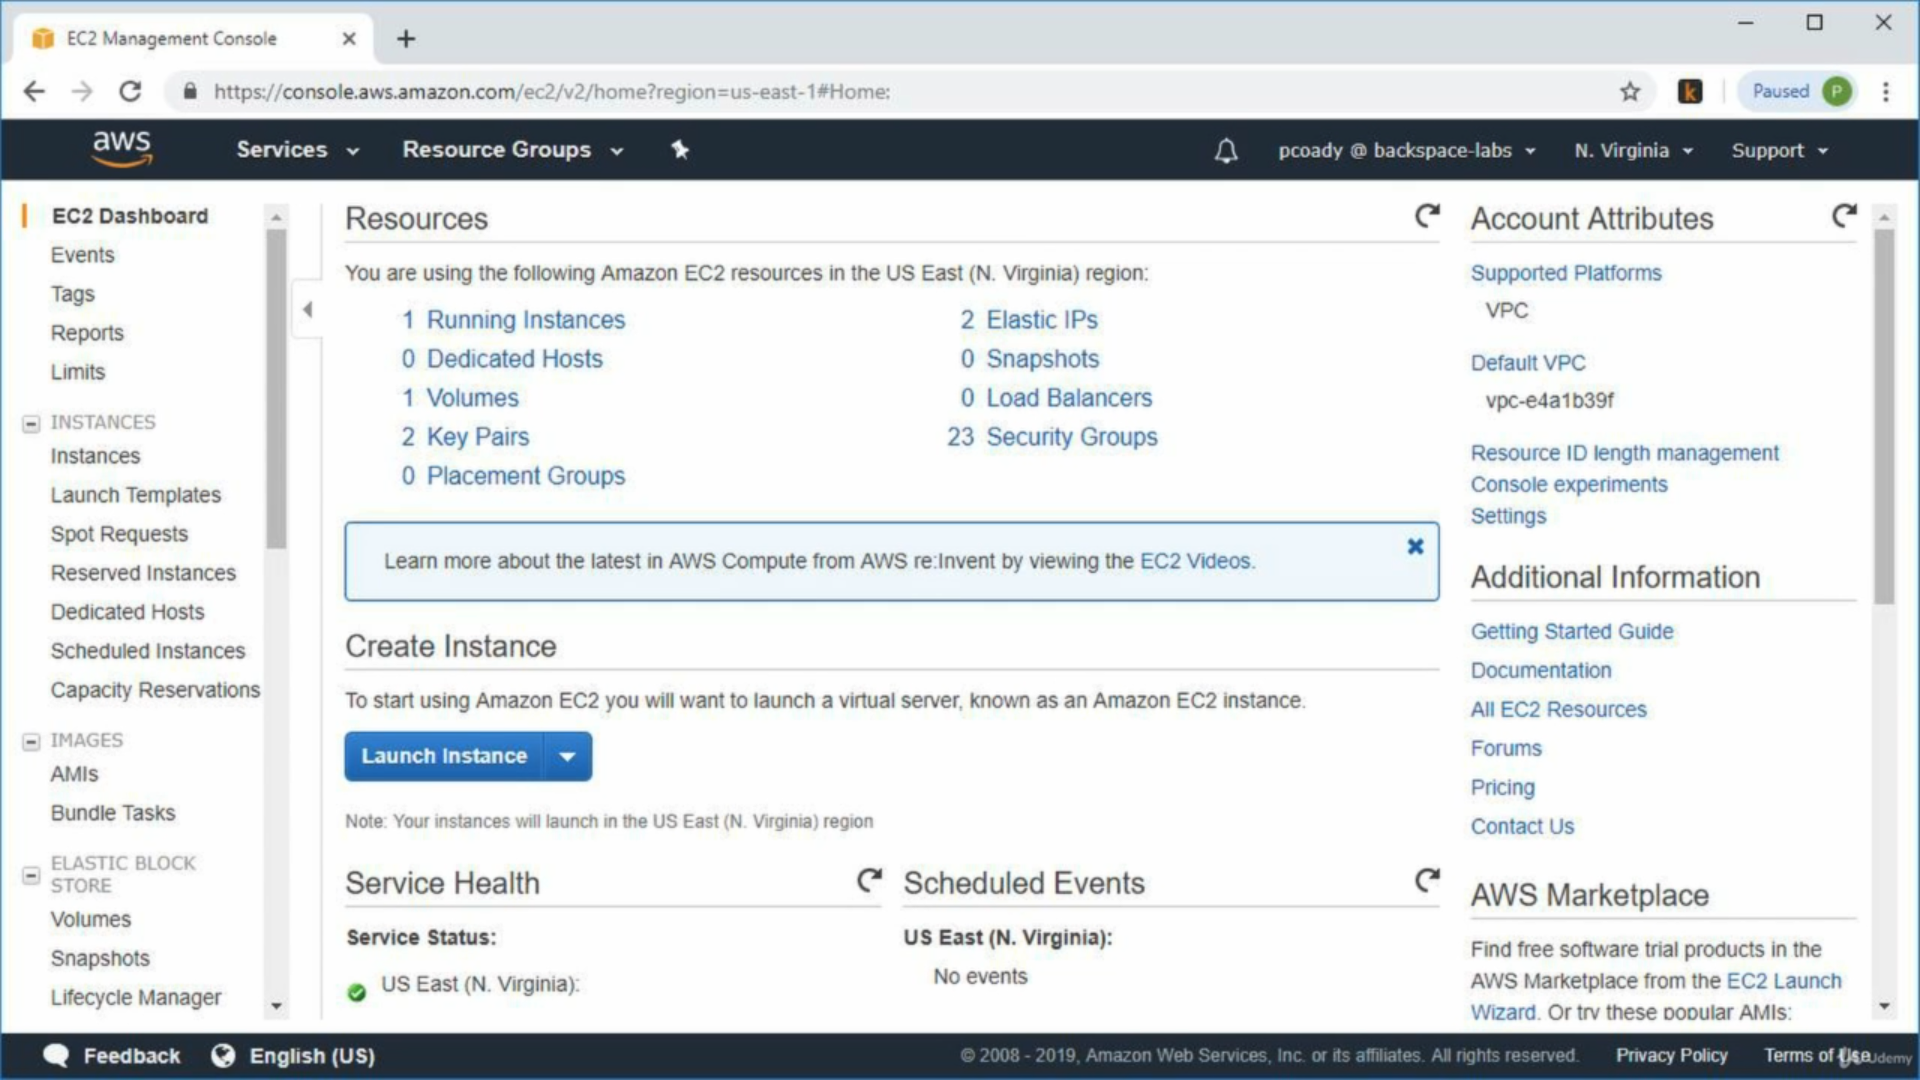 EC2 Management Console
https://console.aws.amazon.com/ec2/v2/home?region=us-east-1#Home:
k
Paused
P
aws
Services
Resource Groups
pcoady @ backspace-labs
N. Virginia
Support
EC2 Dashboard
Events
Tags
Reports
Limits
INSTANCES
Instances
Launch Templates
Spot Requests
Reserved Instances
Dedicated Hosts
Scheduled Instances
Capacity Reservations
IMAGES
AMIs
Bundle Tasks
ELASTIC BLOCK
STORE
Volumes
Snapshots
Lifecycle Manager
Resources
You are using the following Amazon EC2 resources in the US East (N. Virginia) region:
1 Running Instances
0 Dedicated Hosts
1 Volumes
2 Key Pairs
0 Placement Groups
2 Elastic IPs
0 Snapshots
0 Load Balancers
23 Security Groups
Learn more about the latest in AWS Compute from AWS re:Invent by viewing the EC2 Videos.
Create Instance
To start using Amazon EC2 you will want to launch a virtual server, known as an Amazon EC2 instance.
Launch Instance
Note: Your instances will launch in the US East (N. Virginia) region
Service Health
Service Status:
US East (N. Virginia):
Scheduled Events
US East (N. Virginia):
No events
Account Attributes
Supported Platforms
VPC
Default VPC
vpc-e4a1b39f
Resource ID length management
Console experiments
Settings
Additional Information
Getting Started Guide
Documentation
All EC2 Resources
Forums
Pricing
Contact Us
AWS Marketplace
Find free software trial products in the
AWS Marketplace from the EC2 Launch
Wizard. Or try these popular AMIs:
Feedback
English (US)
© 2008 - 2019, Amazon Web Services, Inc. or its affiliates. All rights reserved.
Privacy Policy
Terms of Use
Udemy